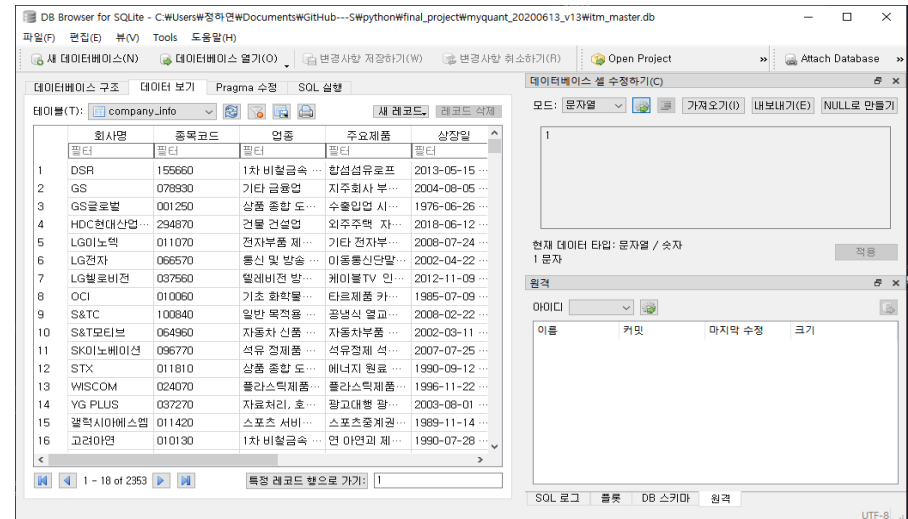 DB Browser for SQLite - C:₩Users₩정하연₩Documents₩GitHub---S₩python₩final_project₩myquant_20200613_v13₩itm_master.db
파일(F) 편집(E) 뷰(V) Tools 도움말(H)
새 데이터베이스(N) 데이터베이스 열기(O) 변경사항 저장하기(W) 변경사항 취소하기(R) Open Project » Attach Database »
데이터베이스 구조 데이터 보기 Pragma 수정 SQL 실행
테이블(T): company_info 새 레코드 레코드 삭제
회사명 종목코드 업종 주요제품 상장일
필터 필터 필터 필터 필터
1 DSR 155660 1차 비철금속 … 합섬섬유로프 2013-05-15 …
2 GS 078930 기타 금융업 지주회사 부… 2004-08-05 …
3 GS글로벌 001250 상품 종합 도… 수출입업 시… 1976-06-26 …
4 HDC현대산업… 294870 건물 건설업 외주주택 자… 2018-06-12 …
5 LG이노텍 011070 전자부품 제… 기타 전자부… 2008-07-24 …
6 LG전자 066570 통신 및 방송 … 이동통신단말… 2002-04-22 …
7 LG헬로비전 037560 텔레비전 방… 케이블TV 인… 2012-11-09 …
8 OCI 010060 기초 화학물… 타르제품 카… 1985-07-09 …
9 S&TC 100840 일반 목적용 … 공냉식 열교… 2008-02-22 …
10 S&T모티브 064960 자동차 신품 … 자동차부품 … 2002-03-11 …
11 SK이노베이션 096770 석유 정제품 … 석유정제 석… 2007-07-25 …
12 STX 011810 상품 종합 도… 에너지 원료 … 1990-09-12 …
13 WISCOM 024070 플라스틱제품… 플라스틱제품… 1996-11-22 …
14 YG PLUS 037270 자료처리, 호… 광고대행 광… 2003-08-01 …
15 갤럭시아에스엠 011420 스포츠 서비… 스포츠중계권… 1989-11-14 …
16 고려아연 010130 1차 비철금속 … 연 아연괴 제… 1990-07-28 …
1 - 18 of 2353 특정 레코드 행으로 가기: 1
데이터베이스 셀 수정하기(C)
모드: 문자열 가져오기(I) 내보내기(E) NULL로 만들기
1
현재 데이터 타입: 문자열 / 숫자
1 문자
적용
원격
아이디
이름 커밋 마지막 수정 크기
SQL 로그 플롯 DB 스키마 원격
UTF-8